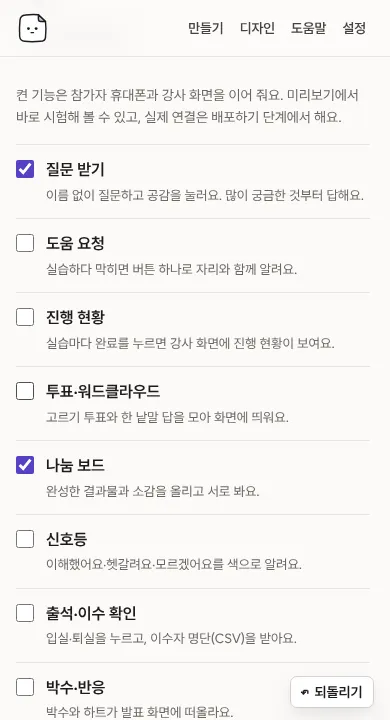 만들기 디자인 도움말 설정
켠 기능은 참가자 휴대폰과 강사 화면을 이어 줘요. 미리보기에서
바로 시험해 볼 수 있고, 실제 연결은 배포하기 단계에서 해요.
질문 받기
이름 없이 질문하고 공감을 눌러요. 많이 궁금한 것부터 답해요.
도움 요청
실습하다 막히면 버튼 하나로 자리와 함께 알려요.
진행 현황
실습마다 완료를 누르면 강사 화면에 진행 현황이 보여요.
투표·워드클라우드
고르기 투표와 한 낱말 답을 모아 화면에 띄워요.
나눔 보드
완성한 결과물과 소감을 올리고 서로 봐요.
신호등
이해했어요·헷갈려요·모르겠어요를 색으로 알려요.
출석·이수 확인
입실·퇴실을 누르고, 이수자 명단(CSV)을 받아요.
박수·반응
박수와 하트가 발표 화면에 떠올라요.
되돌리기